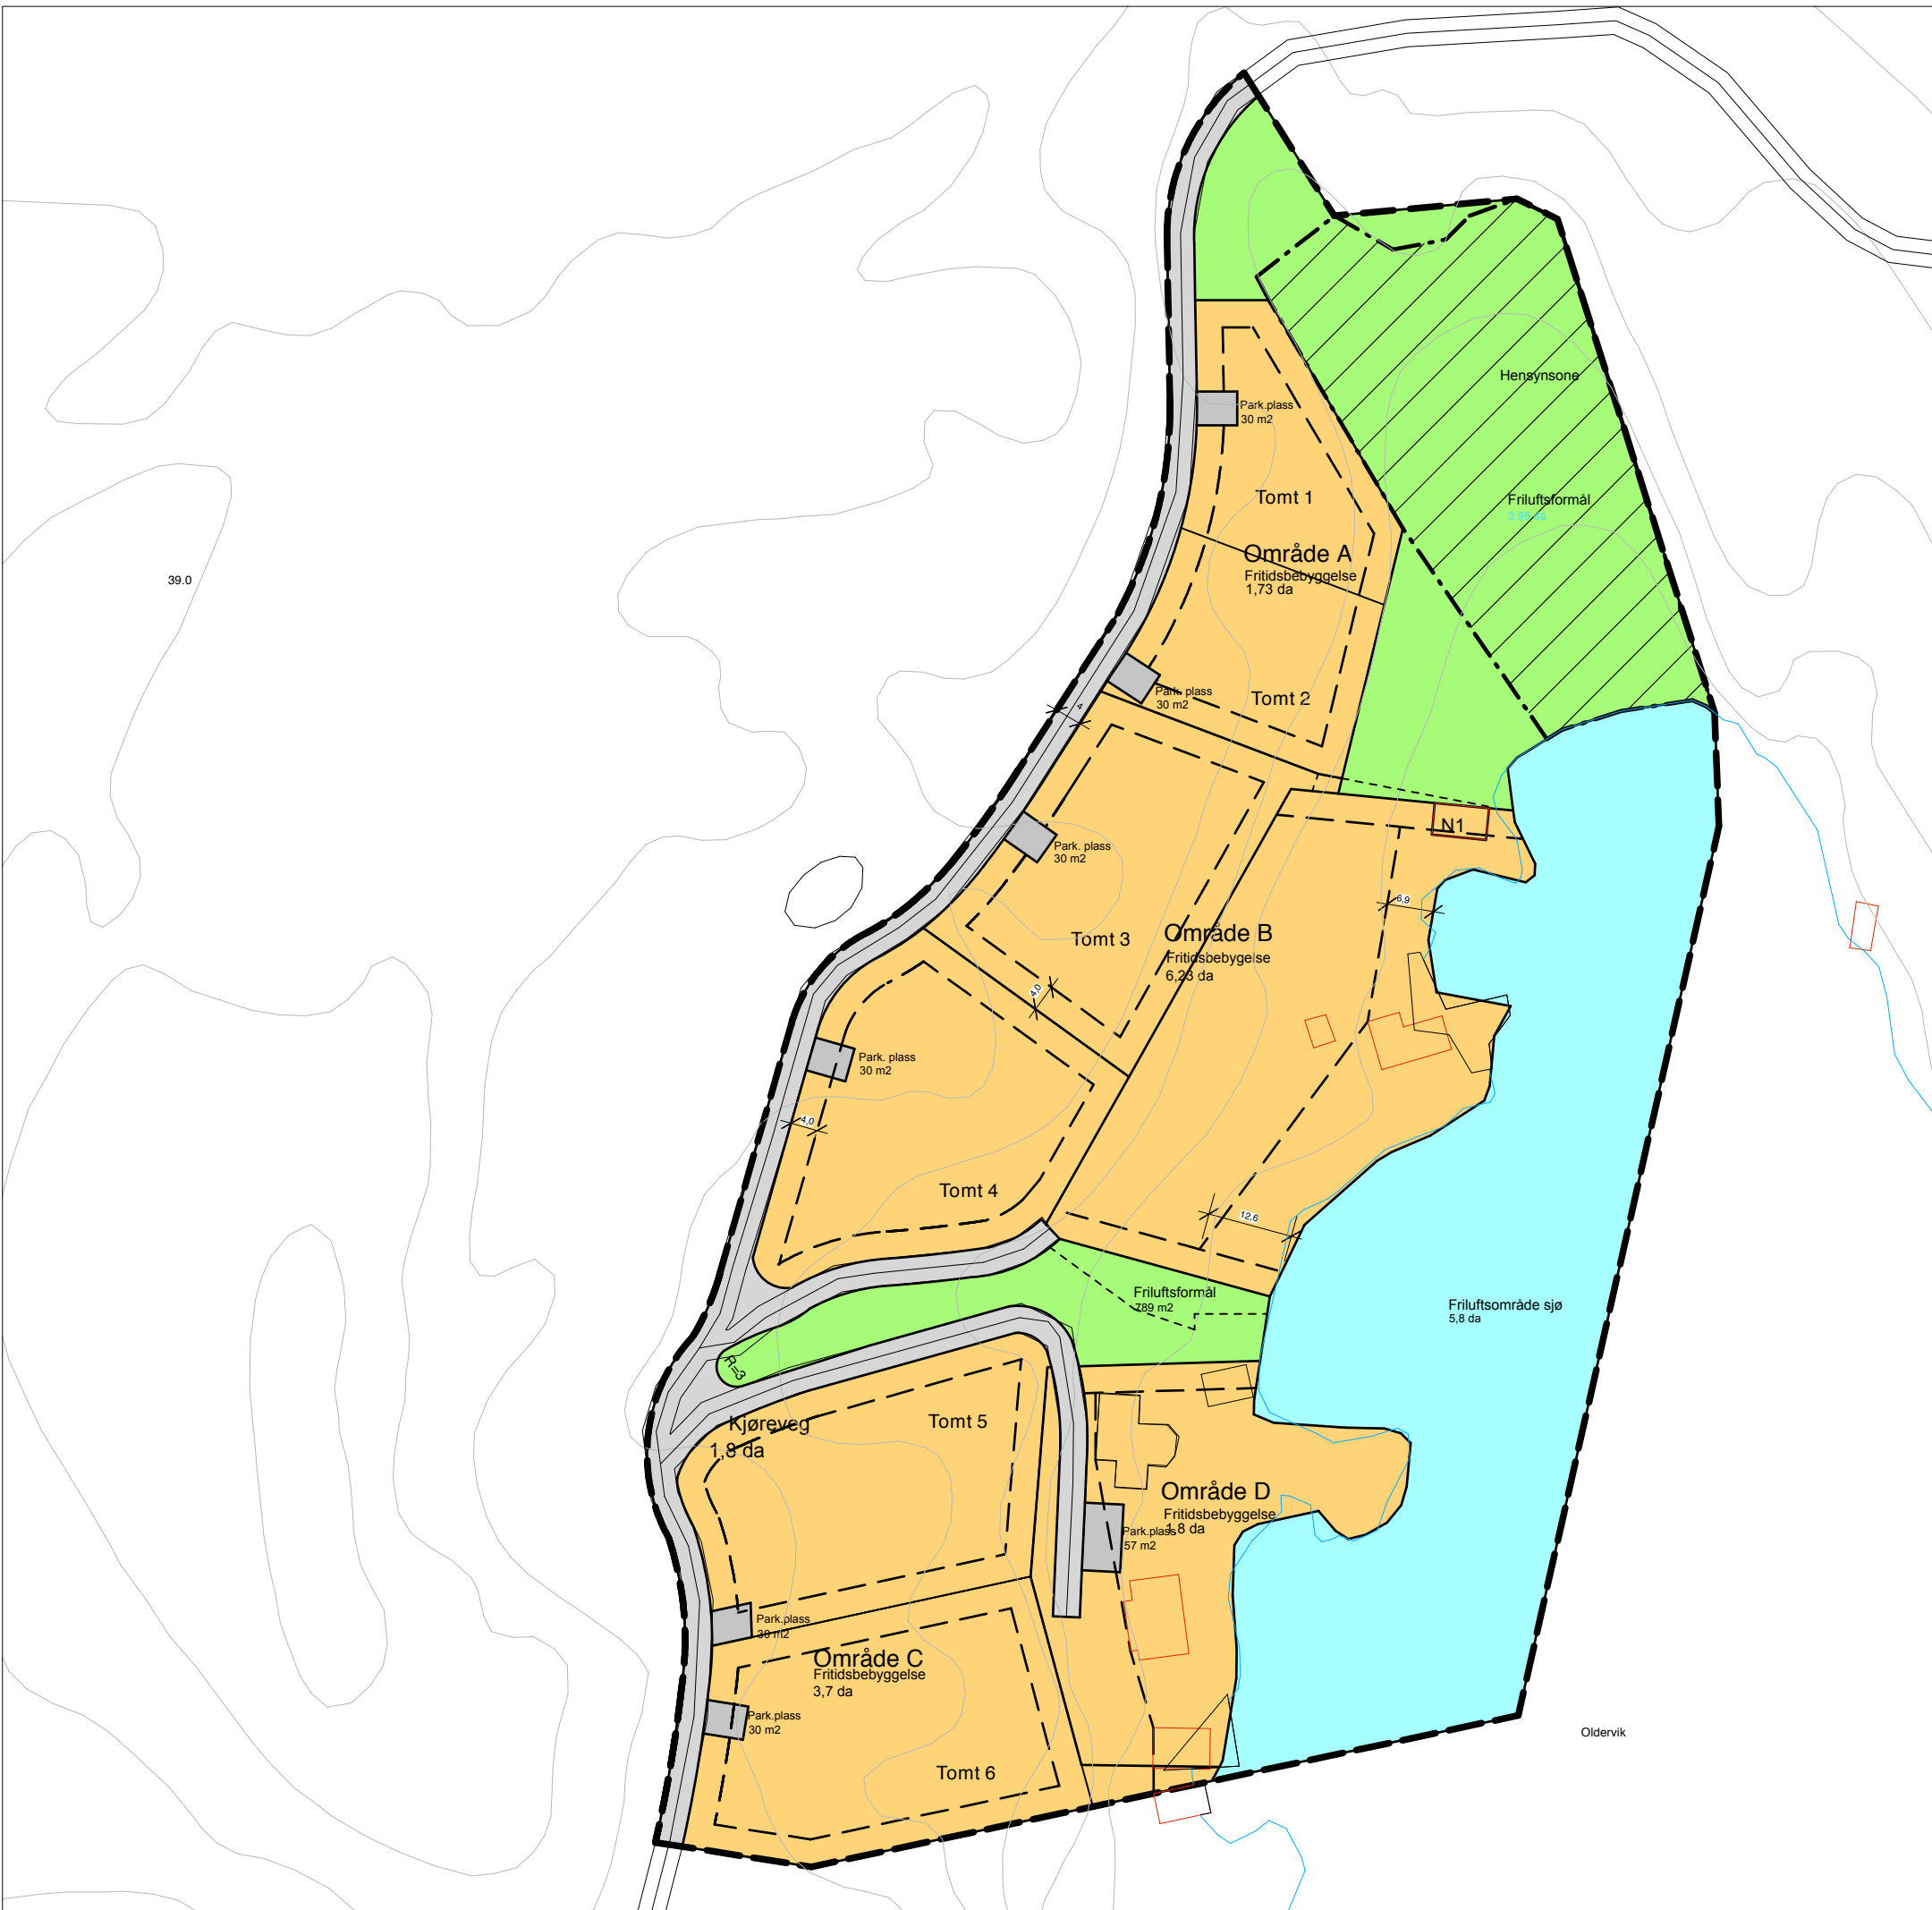 Hensynsone
Park.plass
30 m2
Tomt 1
Friluftsformål
3,95 da
Område A
Fritidsbebyggelse
1,73 da
39.0
Park. plass
30 m2
Tomt 2
4
N1
Park. plass
30 m2
6,9
Tomt 3
Område B
Fritidsbebygelse
6,23 da
4,0
Park. plass
30 m2
4,0
Tomt 4
12,6
Friluftsformål
789 m2
Friluftsområde sjø
5,8 da
R=3
Kjøreveg
1,8 da
Tomt 5
Område D
Fritidsbebyggelse
1,8 da
Park.plass
57 m2
Park.plass
30 m2
Område C
Fritidsbebyggelse
3,7 da
Park.plass
30 m2
Oldervik
Tomt 6